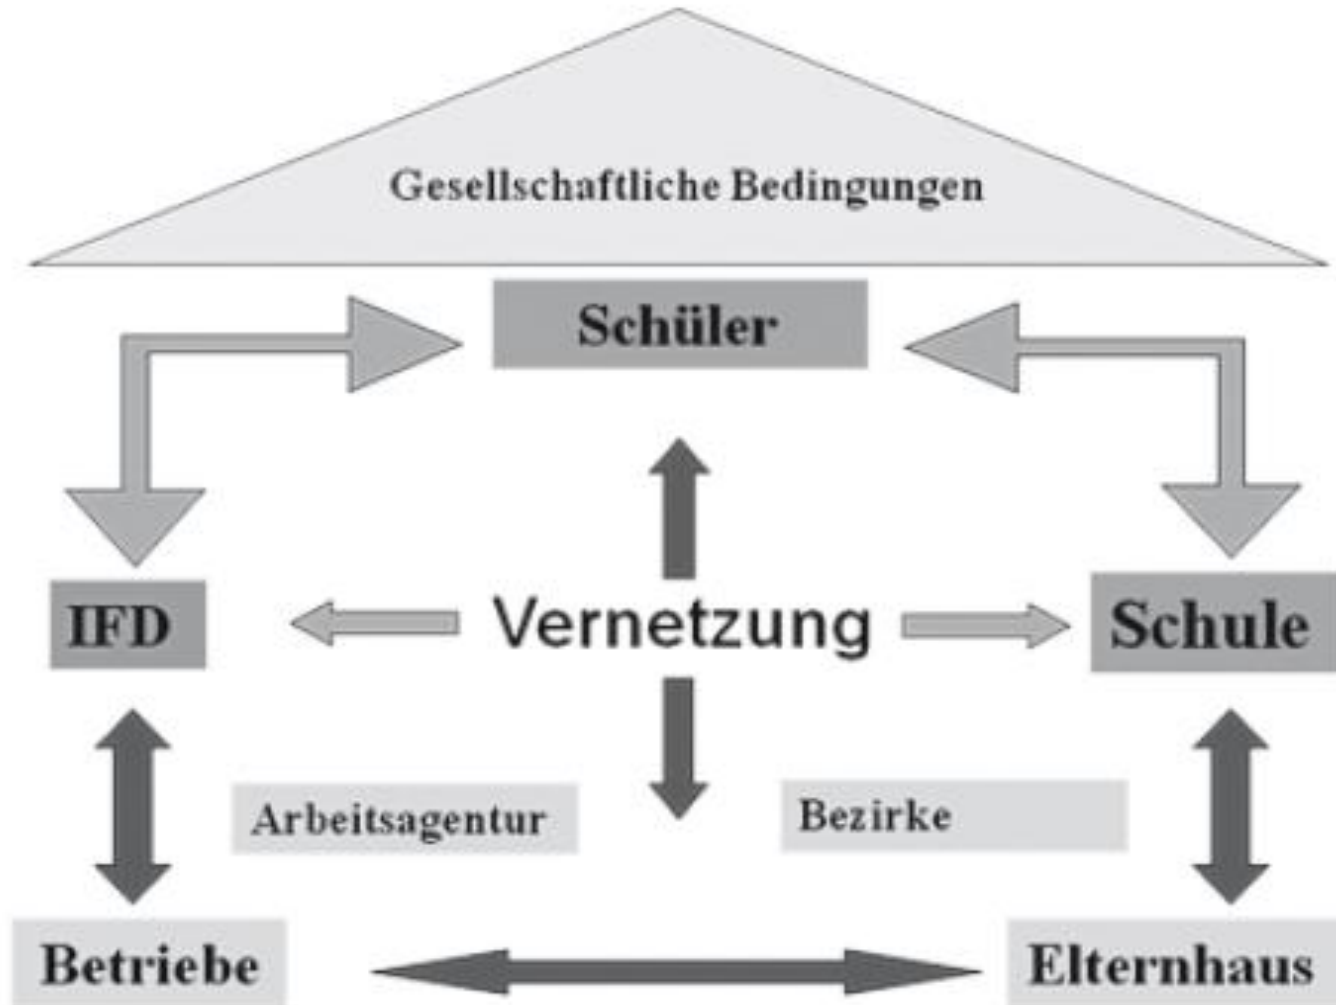 Gesellschaftliche Bedingungen
Schüler
IFD
Vernetzung
Schule
Arbeitsagentur
Bezirke
Betriebe
Elternhaus